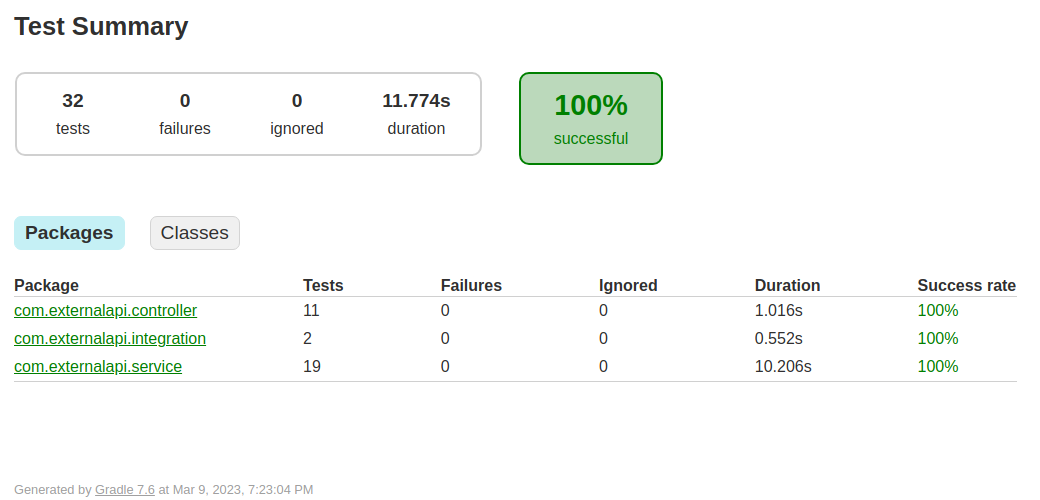 Test Summary
32 0 0 11.774s
tests failures ignored duration
100%
successful
Packages Classes
Package Tests Failures Ignored Duration Success rate
com.externalapi.controller 11 0 0 1.016s 100%
com.externalapi.integration 2 0 0 0.552s 100%
com.externalapi.service 19 0 0 10.206s 100%
Generated by Gradle 7.6 at Mar 9, 2023, 7:23:04 PM